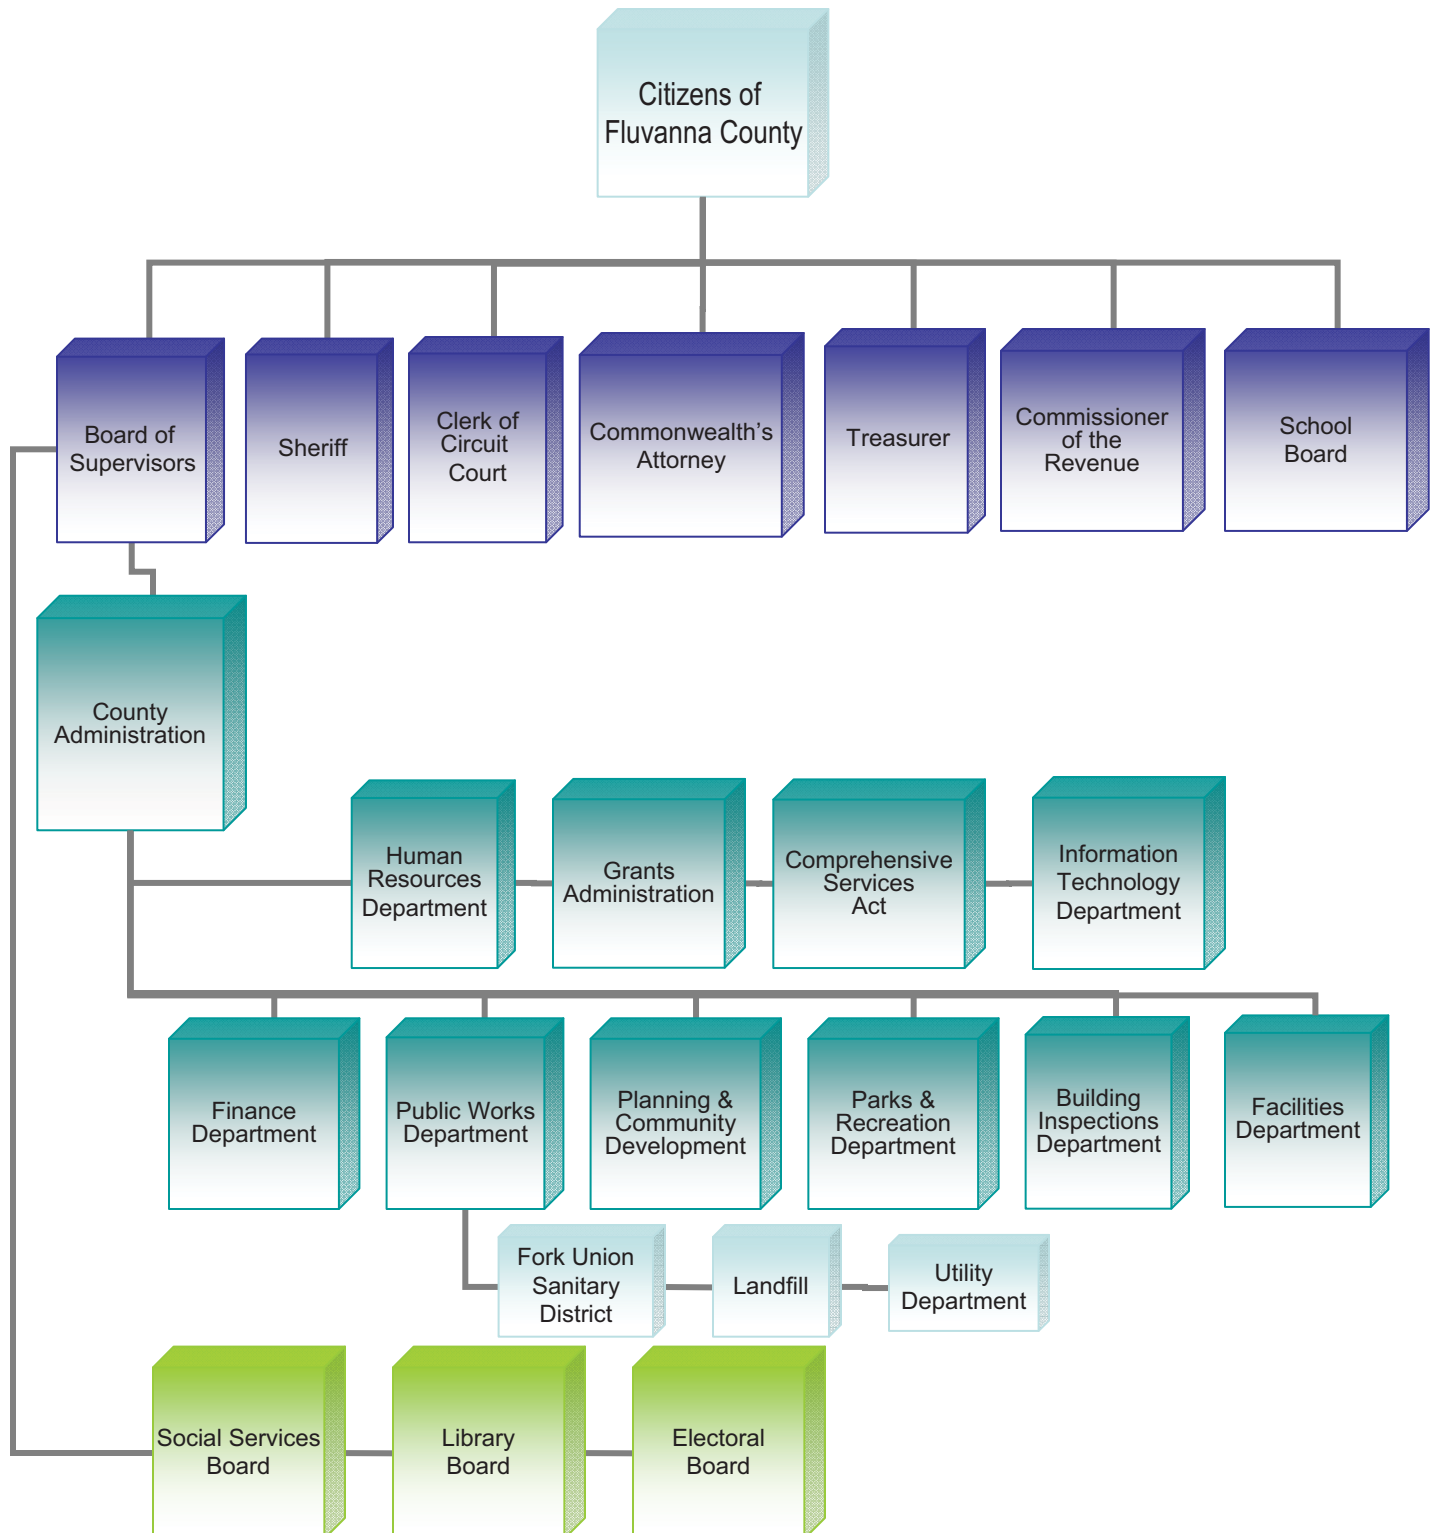 Citizens of
Fluvanna County
Board of
Supervisors
Sheriff
Clerk of
Circuit
Court
Commonwealth’s
Attorney
Treasurer
Commissioner
of the
Revenue
School
Board
County
Administration
Human
Resources
Department
Grants
Administration
Comprehensive
Services
Act
Information
Technology
Department
Finance
Department
Public Works
Department
Planning &
Community
Development
Parks &
Recreation
Department
Building
Inspections
Department
Facilities
Department
Fork Union
Sanitary
District
Landfill
Utility
Department
Social Services
Board
Library
Board
Electoral
Board